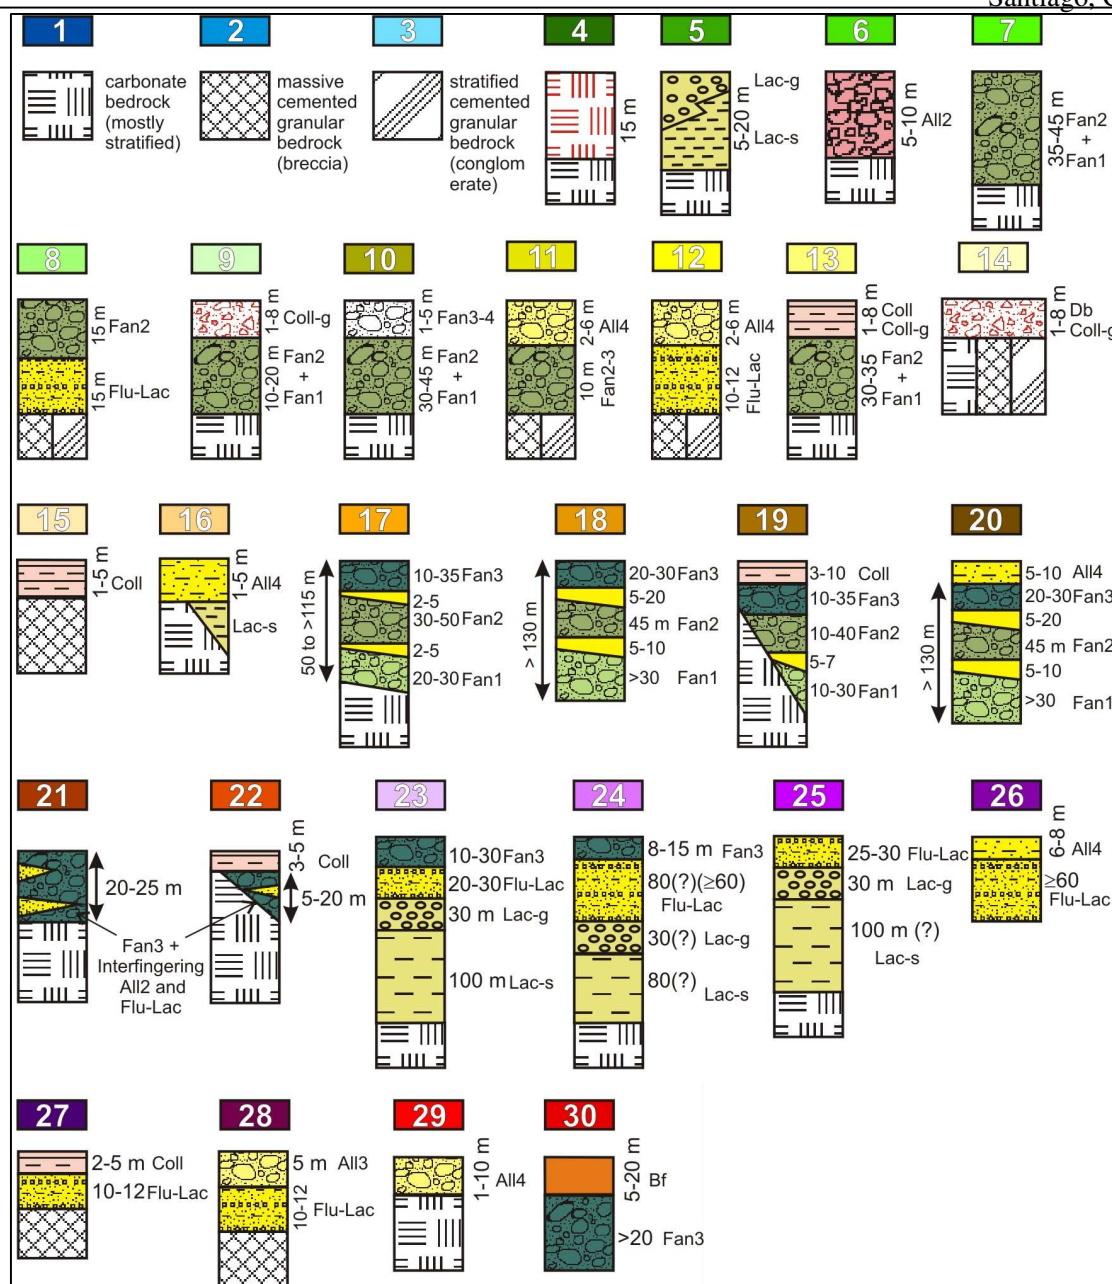 Santiago, C
1
2
3
4
5
6
7
carbonate
bedrock
(mostly
stratified)
massive
cemented
granular
bedrock
(breccia)
stratified
cemented
granular
bedrock
(conglom
erate)
15 m
Lac-g
5-20 m
Lac-s
5-10 m
All2
35-45 m
Fan2
+
Fan1
8
9
10
11
12
13
14
15 m
Fan2
15 m
Flu-Lac
1-8 m
Coll-g
10-20 m
Fan2
+
Fan1
1-5 m
Fan3-4
30-45 m
Fan2
+
Fan1
2-6 m
All4
10 m
Fan2-3
2-6 m
All4
10-12
Flu-Lac
1-8 m
Coll
Coll-g
30-35
Fan2
+
Fan1
1-8 m
Db
Coll-g
15
16
17
18
19
20
1-5 m
Coll
1-5 m
All4
Lac-s
50 to >115 m
10-35 Fan3
2-5
30-50 Fan2
2-5
20-30 Fan1
> 130 m
20-30 Fan3
5-20
45 m Fan2
5-10
>30 Fan1
3-10 Coll
10-35 Fan3
10-40 Fan2
5-7
10-30 Fan1
> 130 m
5-10 All4
20-30 Fan3
5-20
45 m Fan2
5-10
>30 Fan1
21
22
23
24
25
26
20-25 m
Fan3 +
Interfingering
All2 and
Flu-Lac
3-5 m
Coll
5-20 m
10-30 Fan3
20-30 Flu-Lac
30 m Lac-g
100 m Lac-s
8-15 m Fan3
80(?)(≥60)
Flu-Lac
30(?) Lac-g
80(?)
Lac-s
25-30 Flu-Lac
30 m Lac-g
100 m (?)
Lac-s
6-8 m
All4
≥60
Flu-Lac
27
28
29
30
2-5 m Coll
10-12 Flu-Lac
5 m All3
10-12
Flu-Lac
1-10 m
All4
5-20 m
Bf
>20 Fan3